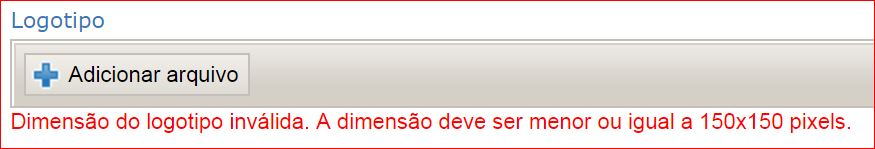 Logotipo
Adicionar arquivo
Dimensão do logotipo inválida. A dimensão deve ser menor ou igual a 150x150 pixels.